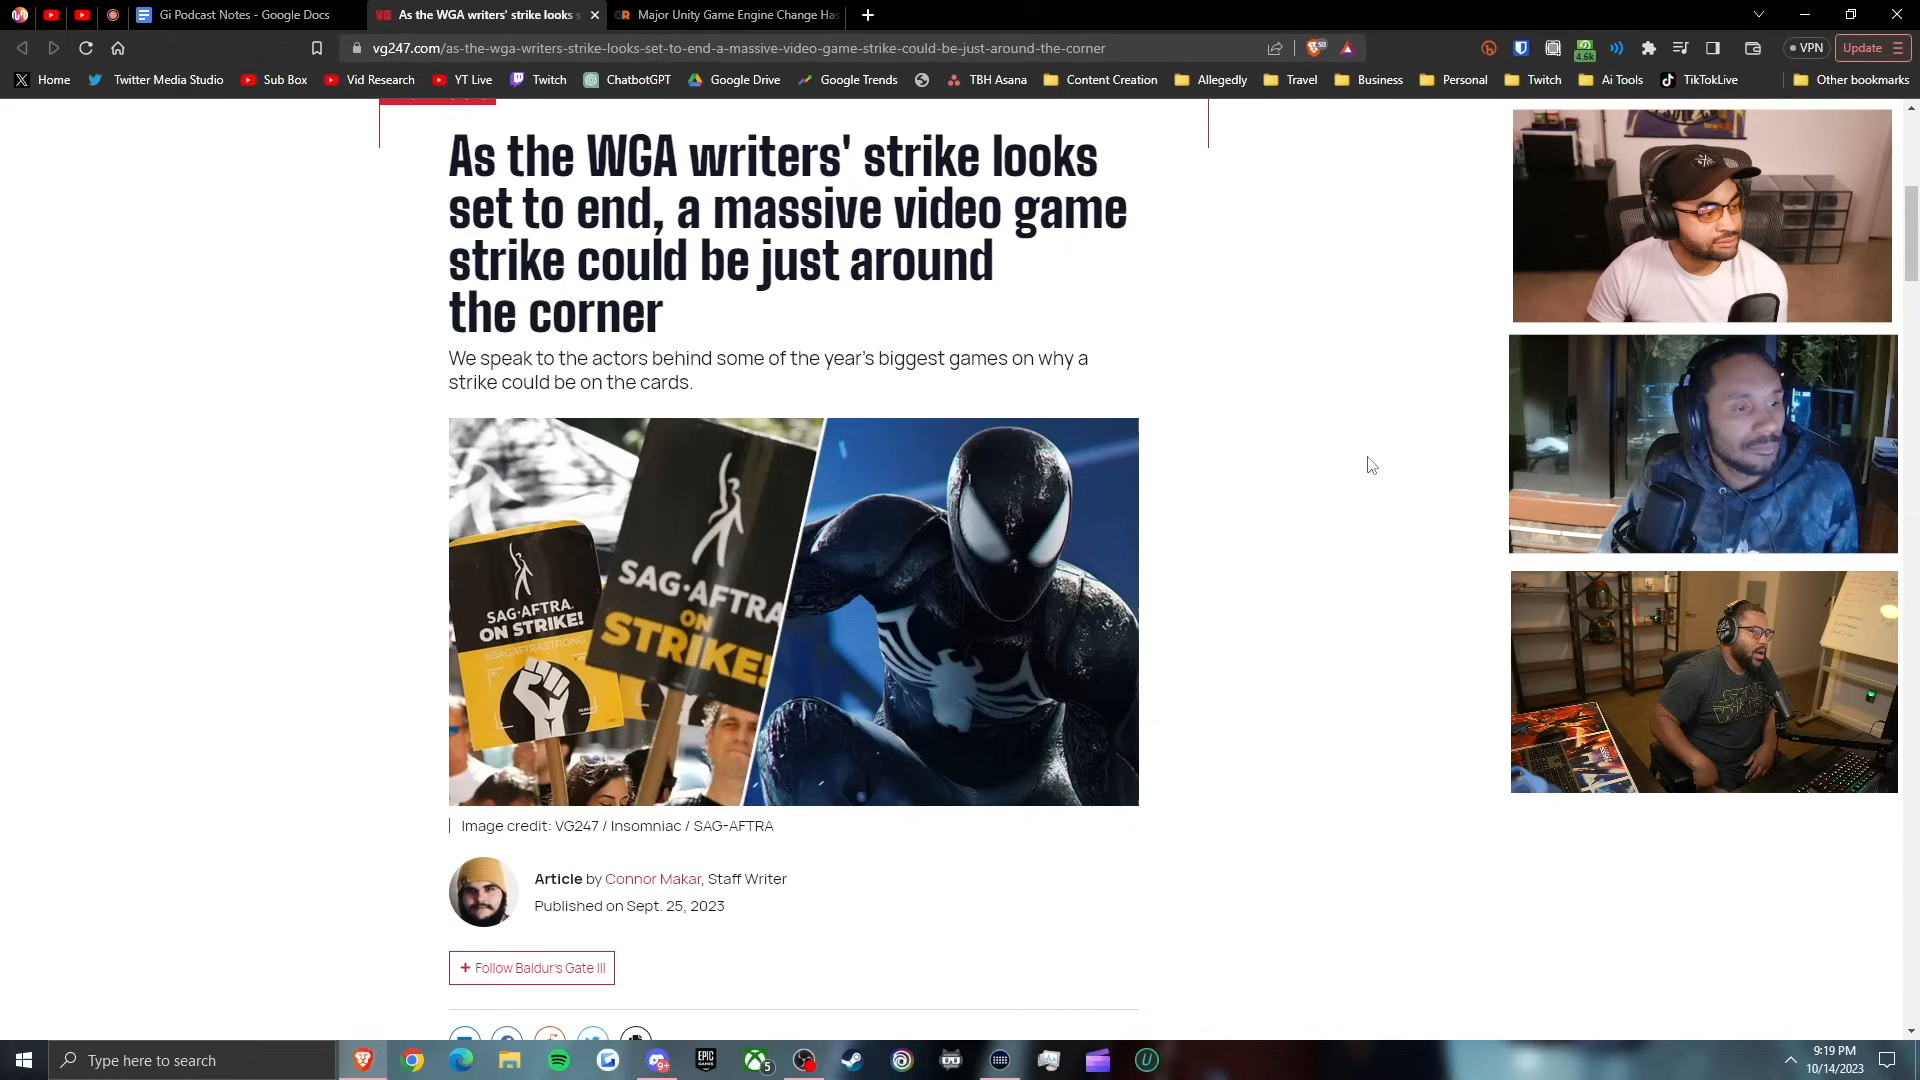 Gi Podcast Notes - Google Docs
As the WGA writers' strike looks s
Major Unity Game Engine Change Has
vg247.com/as-the-wga-writers-strike-looks-set-to-end-a-massive-video-game-strike-could-be-just-around-the-corner
VPN
Update
Home
Twitter Media Studio
Sub Box
Vid Research
YT Live
Twitch
ChatbotGPT
Google Drive
Google Trends
TBH Asana
Content Creation
Allegedly
Travel
Business
Personal
Twitch
Ai Tools
TikTokLive
Other bookmarks
As the WGA writers' strike looks
set to end, a massive video game
strike could be just around
the corner
We speak to the actors behind some of the year's biggest games on why a
strike could be on the cards.
SAG·AFTRA
ON
STRIKE!
SAG-AFTRA.
ON STRIKE!
#SAGAFTRASTRONG
Image credit: VG247 / Insomniac / SAG-AFTRA
Article by Connor Makar, Staff Writer
Published on Sept. 25, 2023
+ Follow Baldur's Gate III
STAR
WARS
Type here to search
9+
EPIC
GAMES
5
9:19 PM
10/14/2023